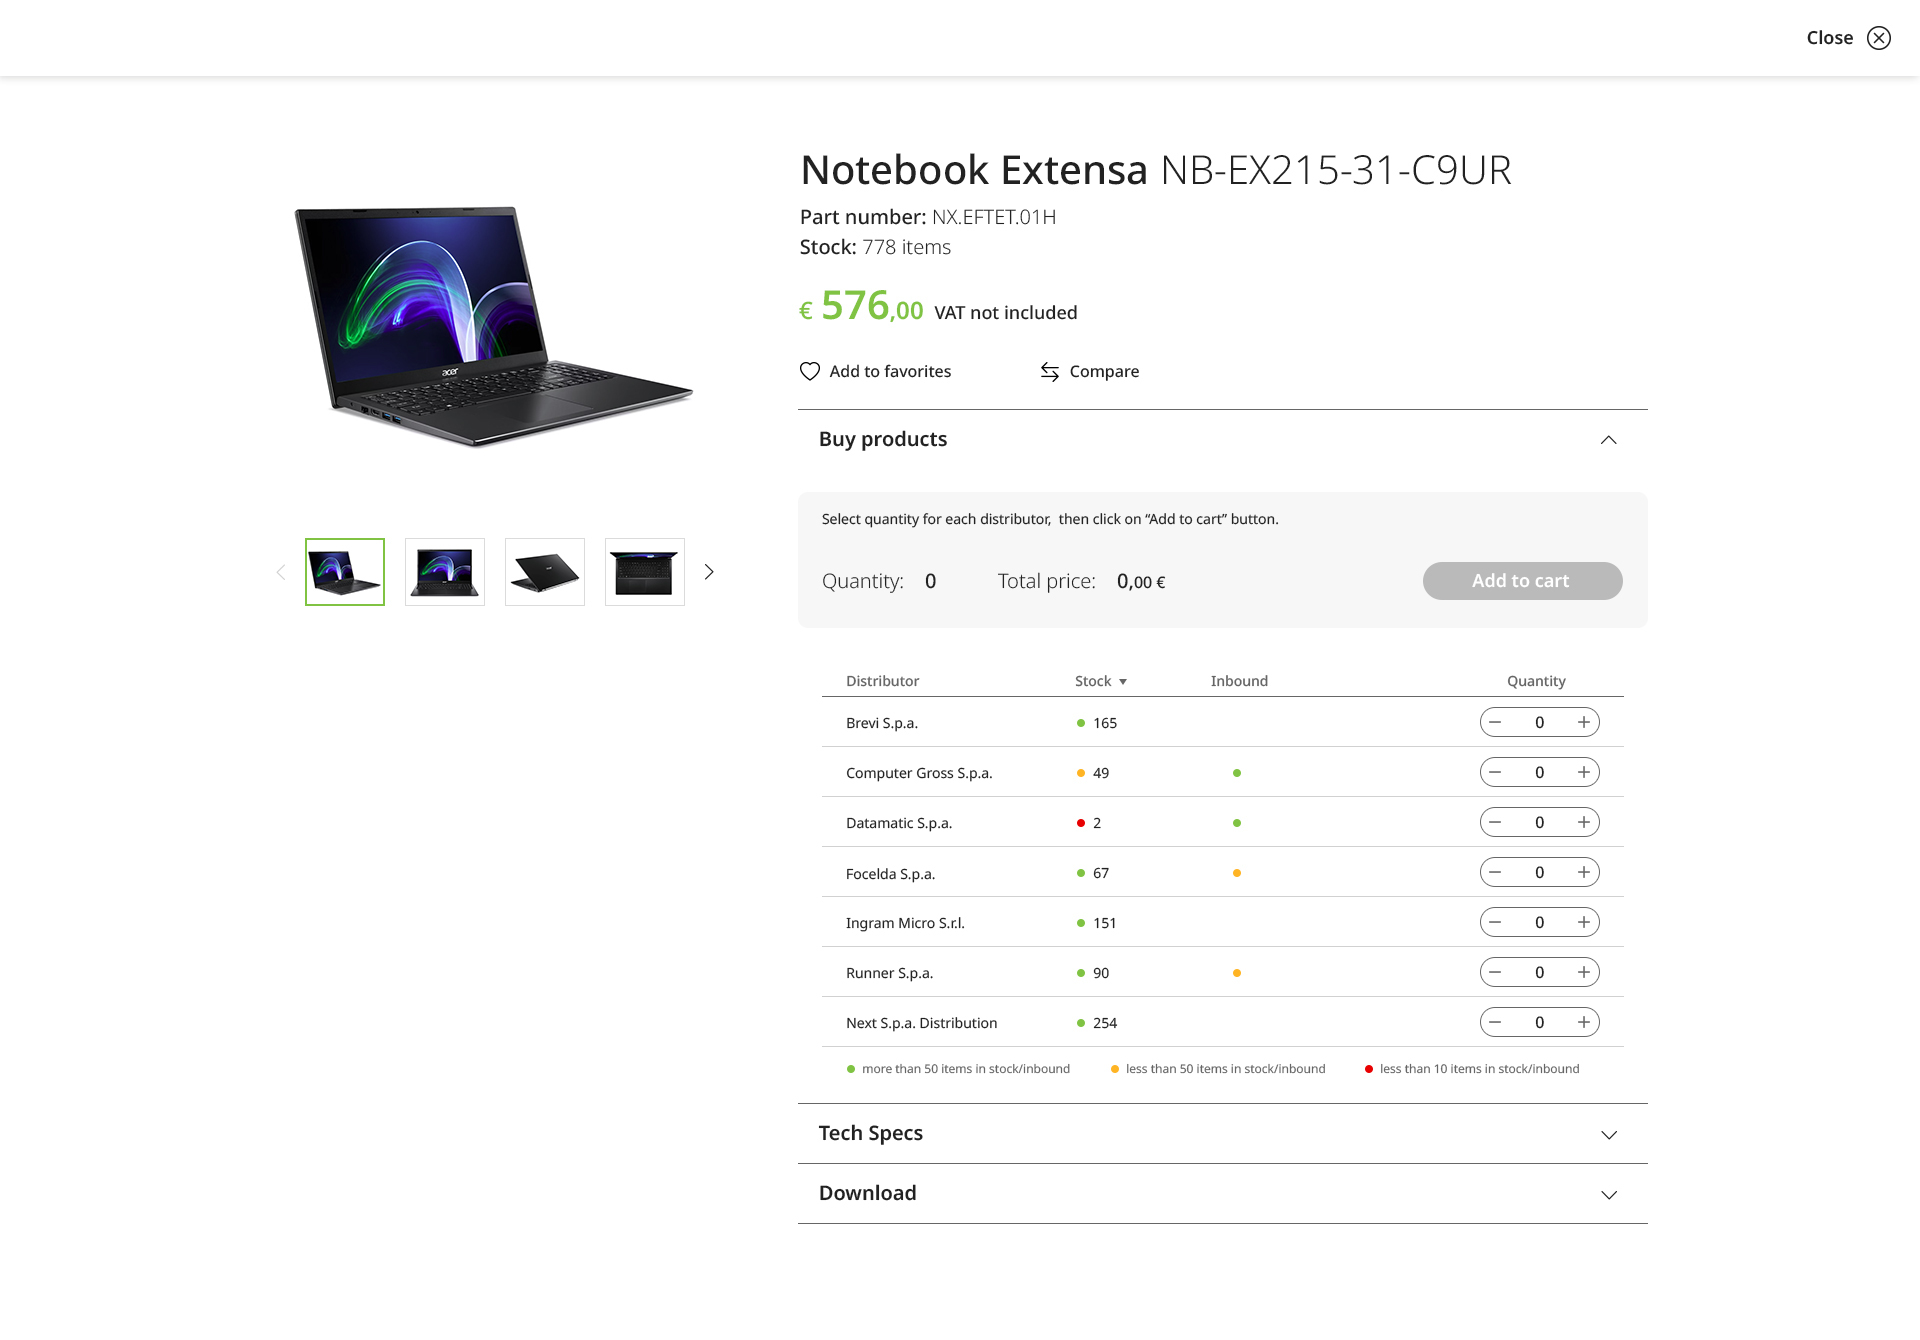 Close
Notebook Extensa NB-EX215-31-C9UR
Part number: NX.EFTET.01H
Stock: 778 items
€ 576,00 VAT not included
Add to favorites
Compare
acer
Buy products
Select quantity for each distributor, then click on “Add to cart” button.
Quantity: 0 Total price: 0,00 € Add to cart
Distributor Stock Inbound Quantity
Brevi S.p.a. 165 0
Computer Gross S.p.a. 49 0
Datamatic S.p.a. 2 0
Focelda S.p.a. 67 0
Ingram Micro S.r.l. 151 0
Runner S.p.a. 90 0
Next S.p.a. Distribution 254 0
more than 50 items in stock/inbound less than 50 items in stock/inbound less than 10 items in stock/inbound
Tech Specs
Download